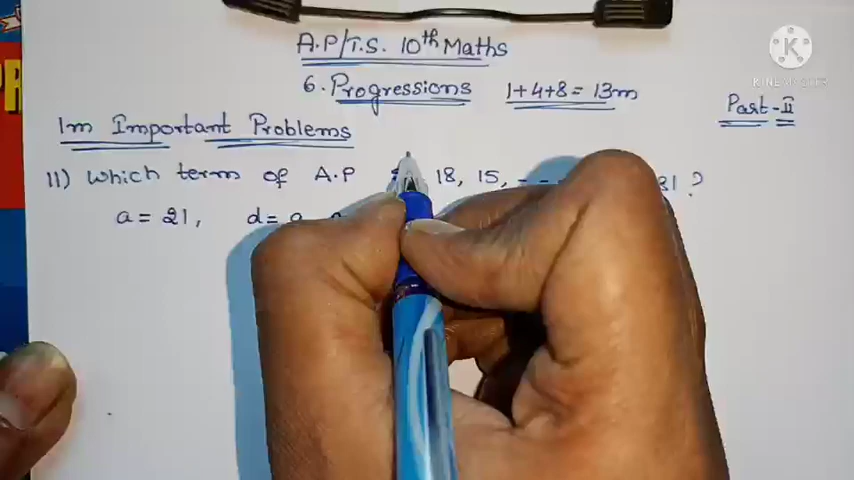 A.P/T.S. 10th Maths
6. Progressions 1+4+8= 13m
Part-II
1m Important Problems
11) Which term of A.P 18, 15, --- 81 ?
a = 21, d = a
KINEMASTER